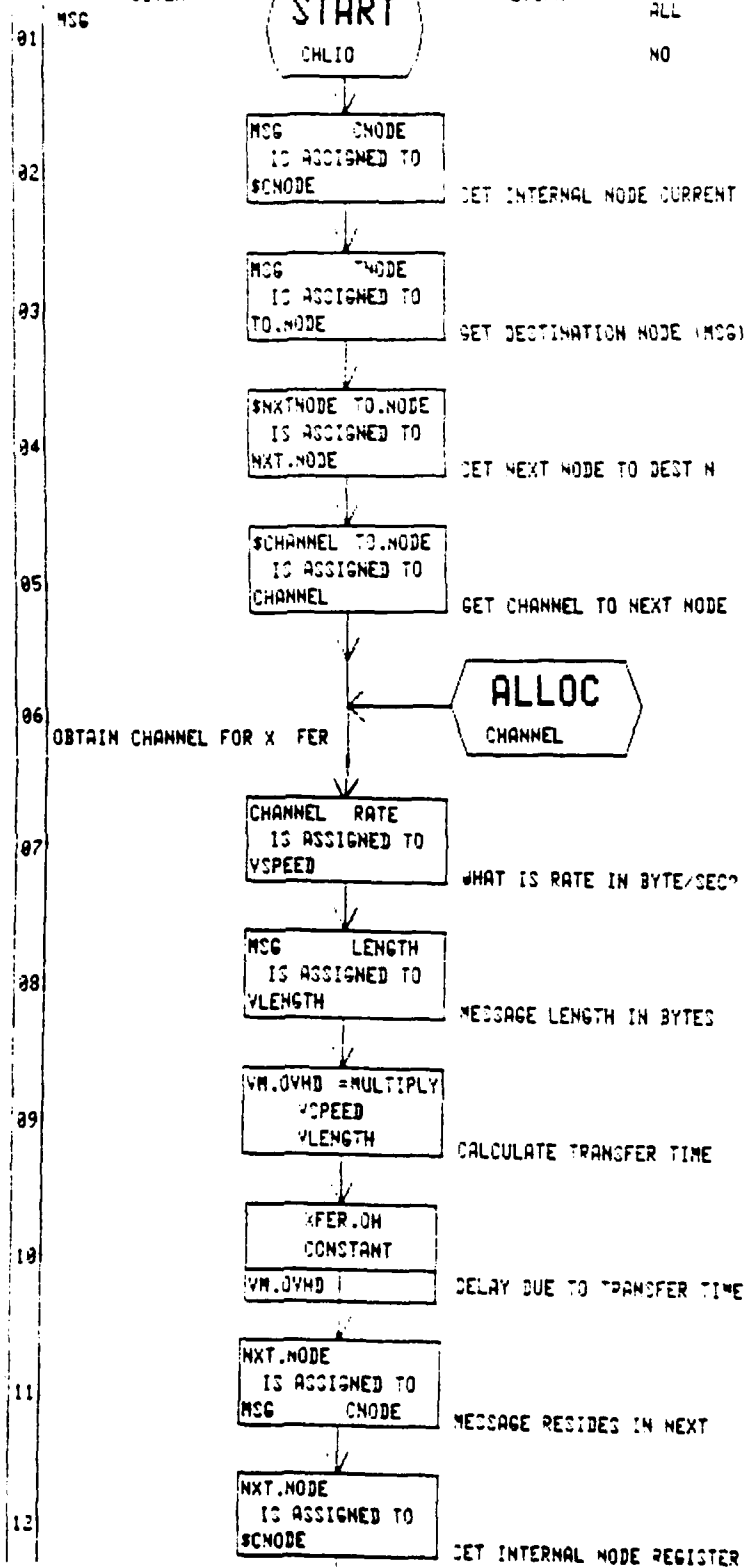 ALL
MSG
START
01
CHLIO
NO
MSG CNODE
IS ASSIGNED TO
02
$CNODE
SET INTERNAL NODE CURRENT
MSG TNODE
IS ASSIGNED TO
03
TO.NODE
GET DESTINATION NODE (MSG)
$NXTNODE TO.NODE
IS ASSIGNED TO
04
NXT.NODE
GET NEXT NODE TO DEST N
$CHANNEL TO.NODE
IS ASSIGNED TO
05
CHANNEL
GET CHANNEL TO NEXT NODE
ALLOC
06
CHANNEL
OBTAIN CHANNEL FOR X FER
CHANNEL RATE
IS ASSIGNED TO
07
VSPEED
WHAT IS RATE IN BYTE/SEC?
MSG LENGTH
IS ASSIGNED TO
08
VLENGTH
MESSAGE LENGTH IN BYTES
VM.OVHD =MULTIPLY
VSPEED
09
VLENGTH
CALCULATE TRANSFER TIME
XFER.OH
10
CONSTANT
VM.OVHD
DELAY DUE TO TRANSFER TIME
NXT.NODE
IS ASSIGNED TO
11
MSG CNODE
MESSAGE RESIDES IN NEXT
NXT.NODE
IS ASSIGNED TO
12
$CNODE
SET INTERNAL NODE REGISTER